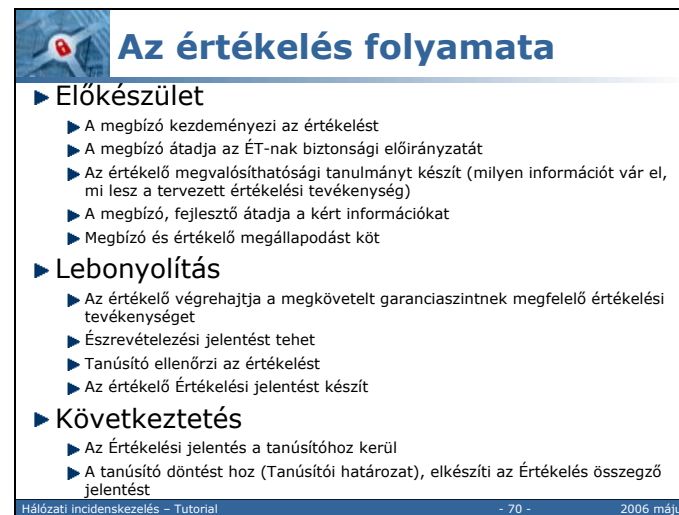 Az értékelés folyamata
Előkészület
A megbízó kezdeményezi az értékelést
A megbízó átadja az ÉT-nak biztonsági előirányzatát
Az értékelő megvalósíthatósági tanulmányt készít (milyen információt vár el,
mi lesz a tervezett értékelési tevékenység)
A megbízó, fejlesztő átadja a kért információkat
Megbízó és értékelő megállapodást köt
Lebonyolítás
Az értékelő végrehajtja a megkövetelt garanciaszintnek megfelelő értékelési
tevékenységet
Észrevételezési jelentést tehet
Tanúsító ellenőrzi az értékelést
Az értékelő Értékelési jelentést készít
Következtetés
Az Értékelési jelentés a tanúsítóhoz kerül
A tanúsító döntést hoz (Tanúsítói határozat), elkészíti az Értékelés összegző
jelentést
Hálózati incidenskezelés – Tutorial - 70 - 2006 máju